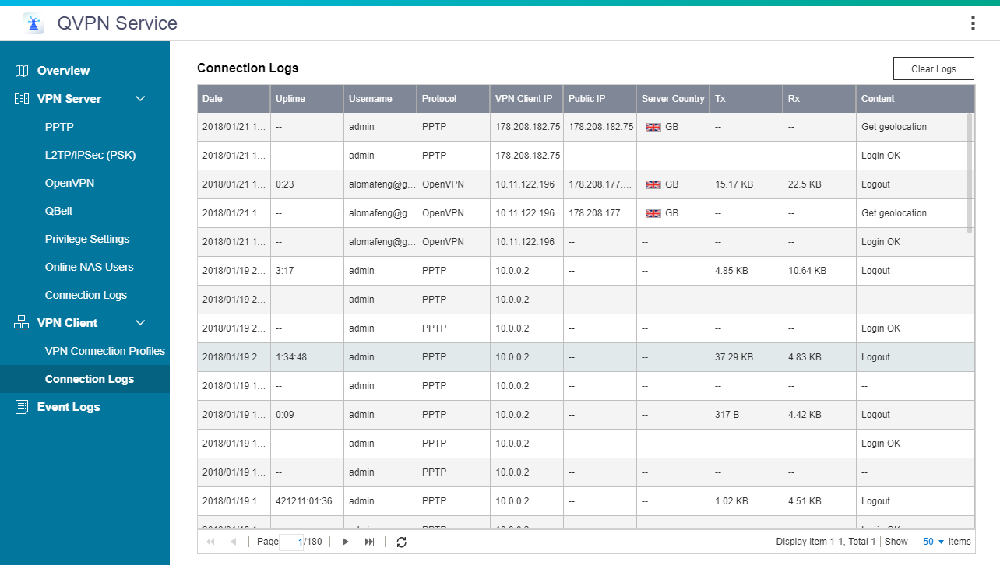 QVPN Service
Overview
VPN Server
PPTP
L2TP/IPSec (PSK)
OpenVPN
QBelt
Privilege Settings
Online NAS Users
Connection Logs
VPN Client
VPN Connection Profiles
Connection Logs
Event Logs
Connection Logs
Clear Logs
Date Uptime Username Protocol VPN Client IP Public IP Server Country Tx Rx Content
2018/01/21 1... -- admin PPTP 178.208.182.75 178.208.182.75 GB -- -- Get geolocation
2018/01/21 1... -- admin PPTP 178.208.182.75 -- -- -- -- Login OK
2018/01/21 1... 0:23 alomafeng@g... OpenVPN 10.11.122.196 178.208.177.... GB 15.17 KB 22.5 KB Logout
2018/01/21 1... -- alomafeng@g... OpenVPN 10.11.122.196 178.208.177.... GB -- -- Get geolocation
2018/01/21 1... -- alomafeng@g... OpenVPN 10.11.122.196 -- -- -- -- Login OK
2018/01/19 2... 3:17 admin PPTP 10.0.0.2 -- -- 4.85 KB 10.64 KB Logout
2018/01/19 2... -- admin PPTP 10.0.0.2 -- -- -- -- --
2018/01/19 2... -- admin PPTP 10.0.0.2 -- -- -- -- Login OK
2018/01/19 2... 1:34:48 admin PPTP 10.0.0.2 -- -- 37.29 KB 4.83 KB Logout
2018/01/19 1... -- admin PPTP 10.0.0.2 -- -- -- -- --
2018/01/19 1... 0:09 admin PPTP 10.0.0.2 -- -- 317 B 4.42 KB Logout
2018/01/19 1... -- admin PPTP 10.0.0.2 -- -- -- -- Login OK
2018/01/19 1... -- admin PPTP 10.0.0.2 -- -- -- -- --
2018/01/19 1... 421211:01:36 admin PPTP 10.0.0.2 -- -- 1.02 KB 4.51 KB Logout
Page 1/180 Display item 1-1, Total 1 Show 50 Items